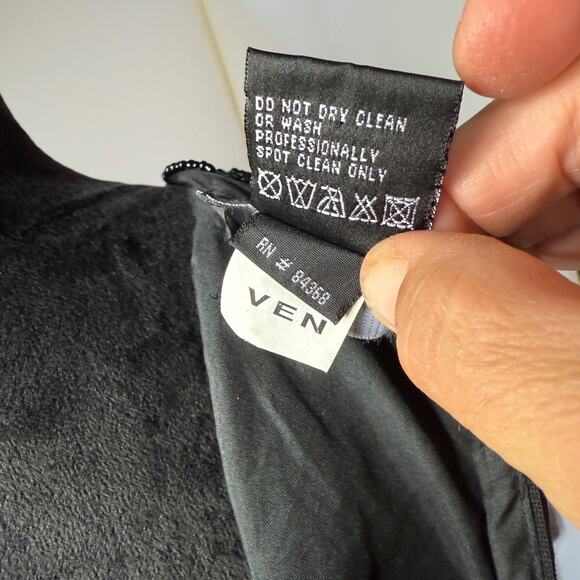 DO NOT DRY CLEAN
OR WASH
PROFESSIONALLY
SPOT CLEAN ONLY
RN # 84368
VEN